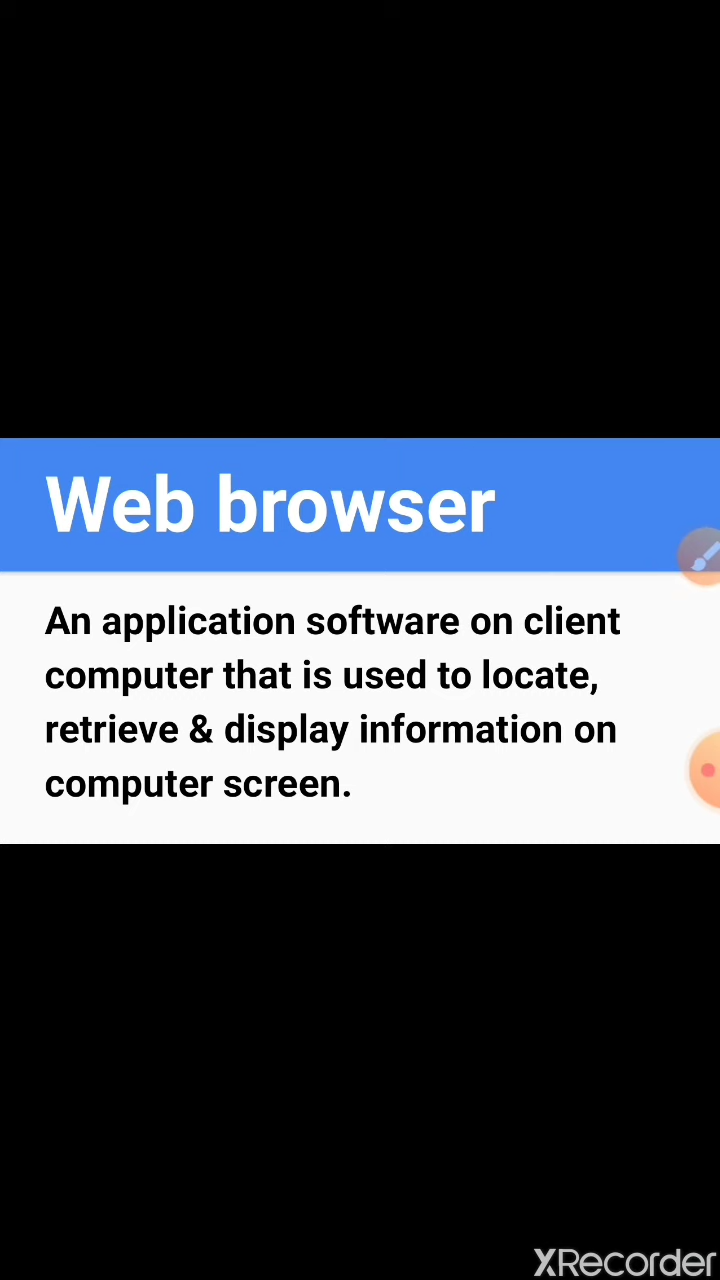 Web browser
An application software on client
computer that is used to locate,
retrieve & display information on
computer screen.
XRecorder